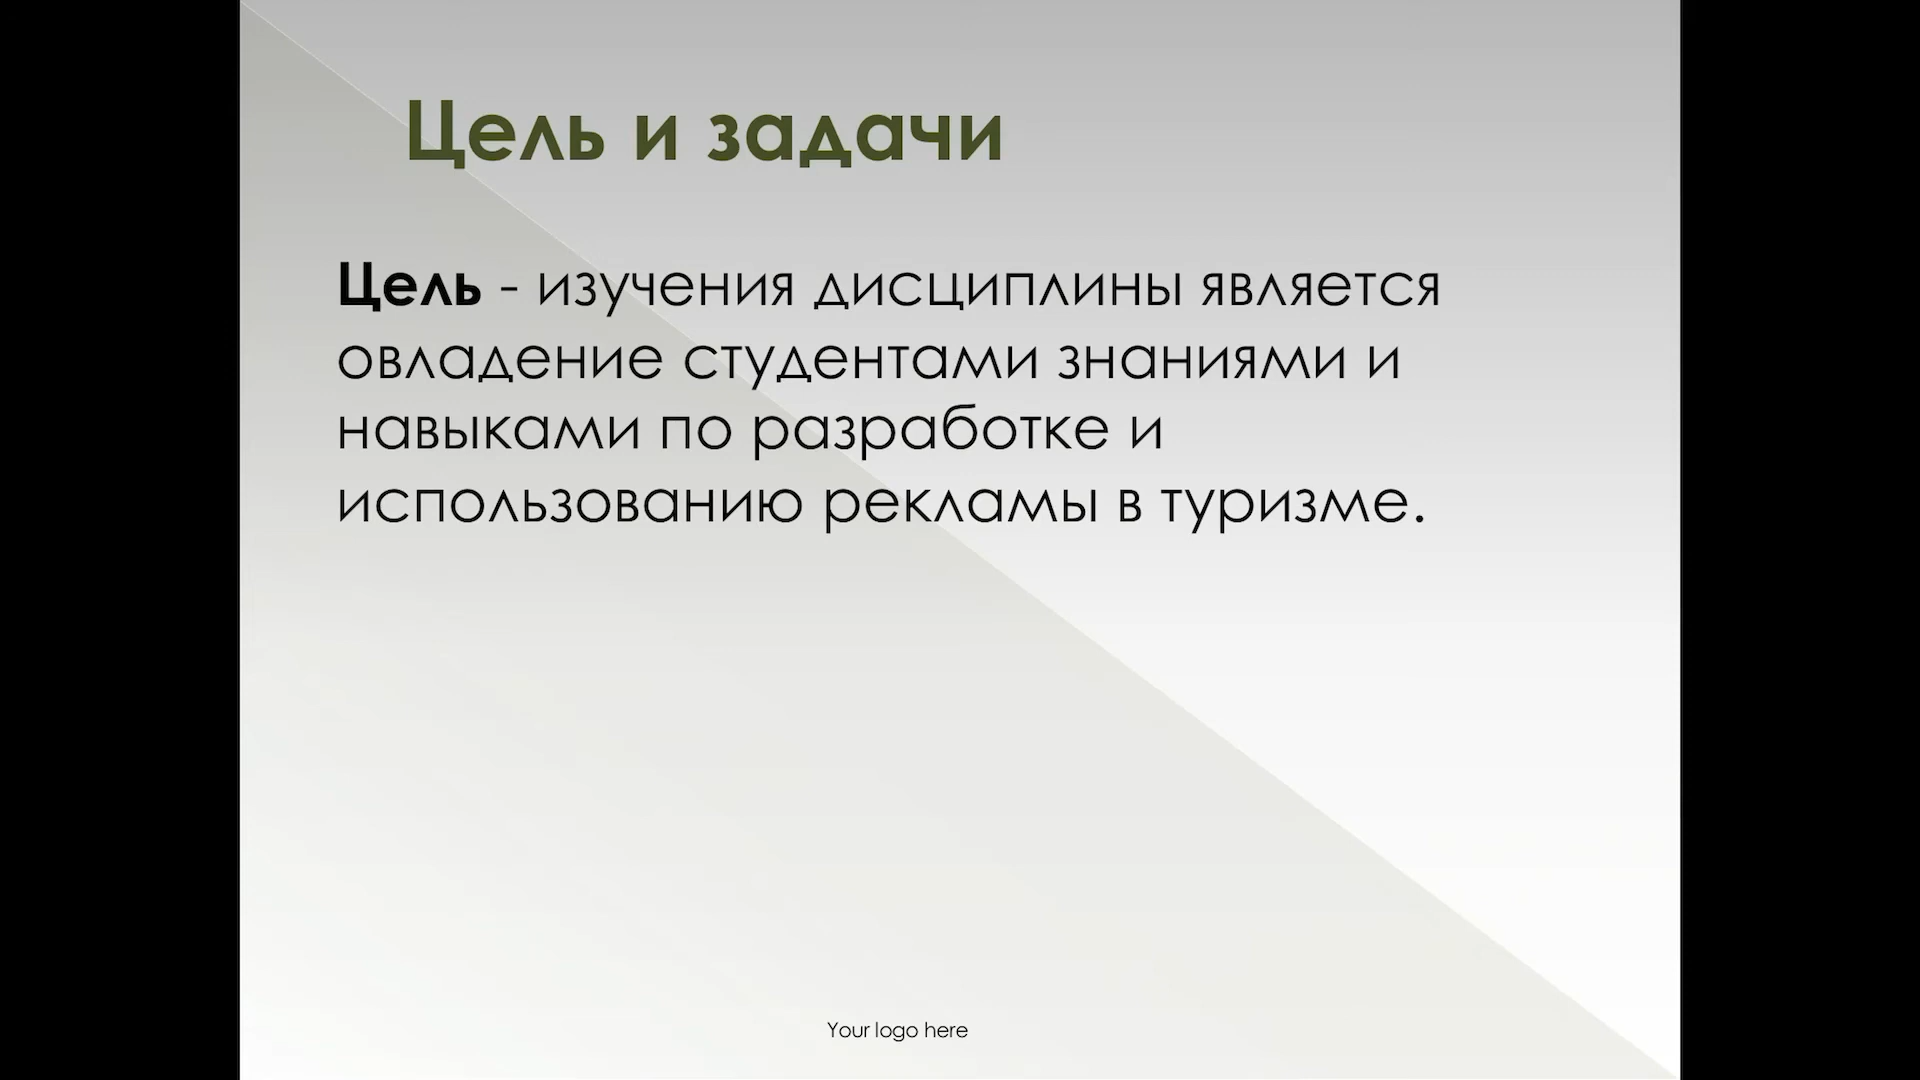 Цель и задачи
Цель - изучения дисциплины является
овладение студентами знаниями и
навыками по разработке и
использованию рекламы в туризме.
Your logo here